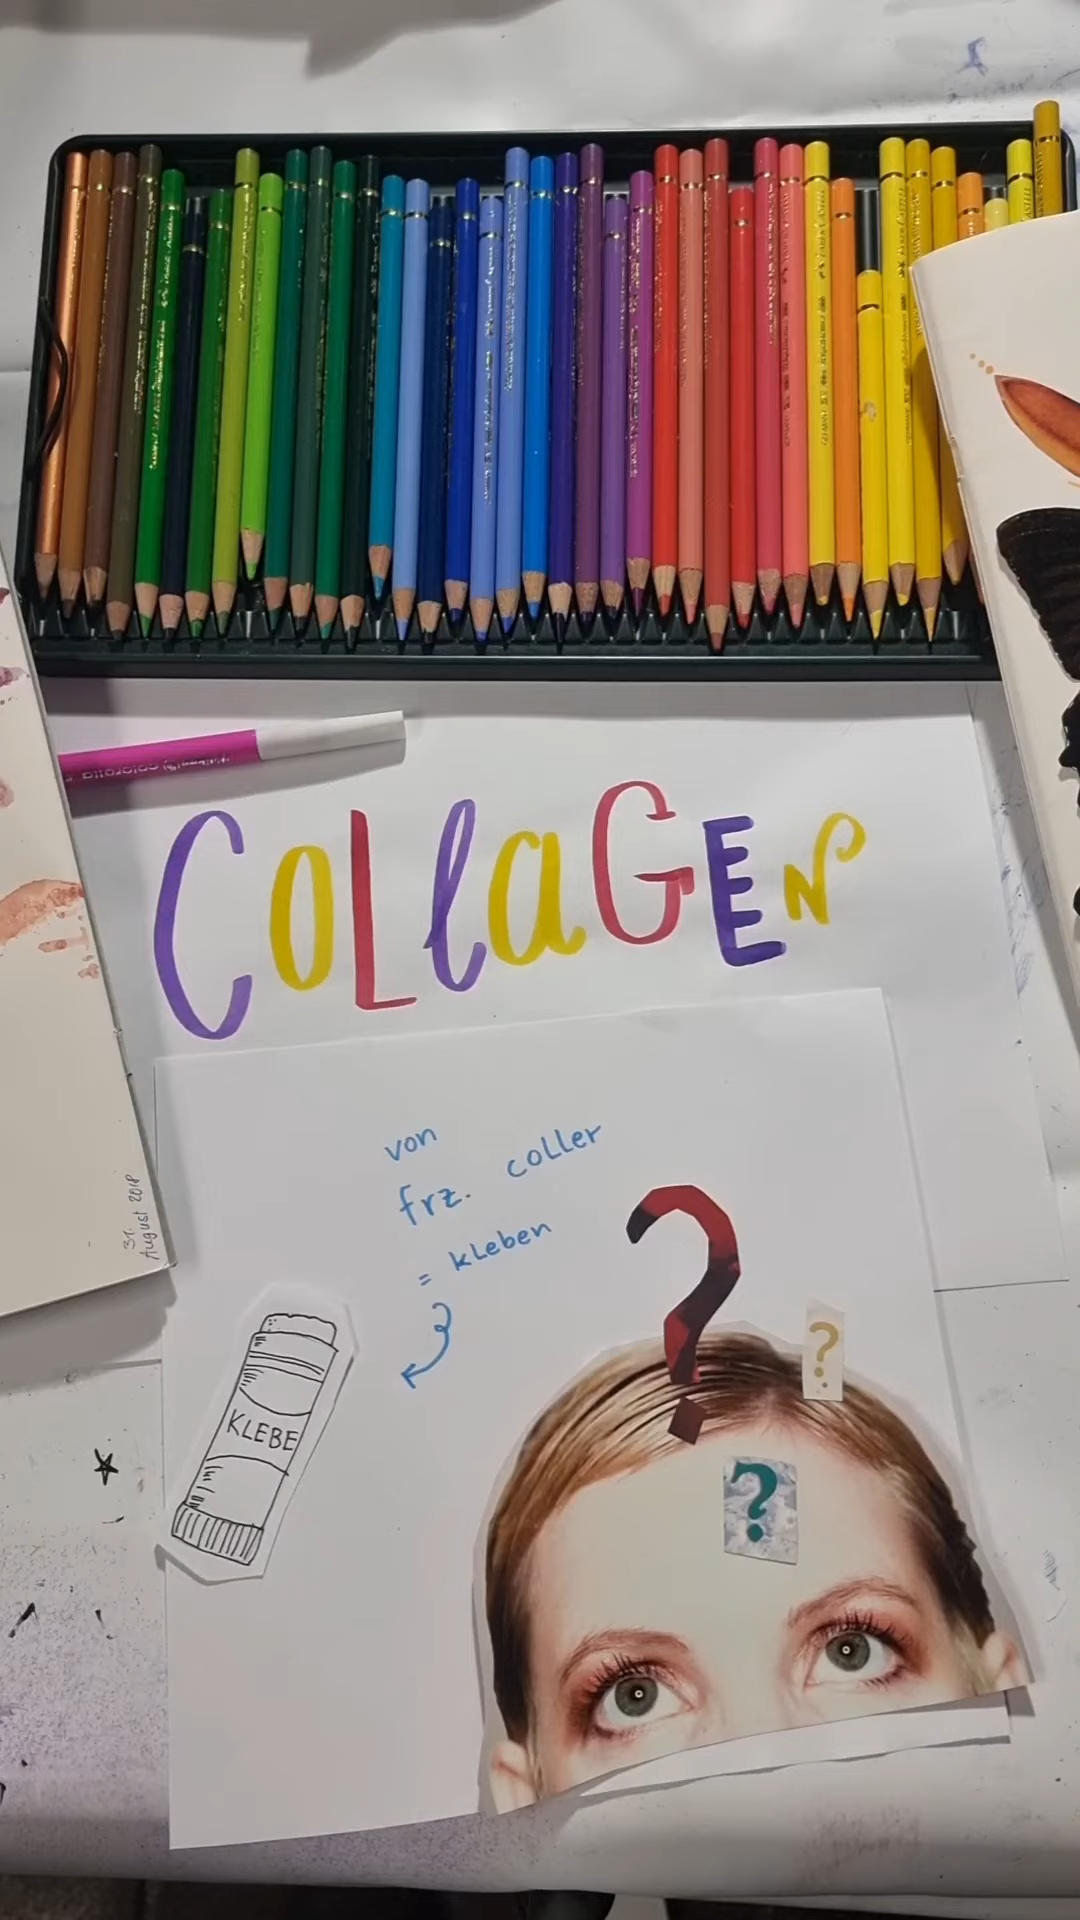 COLLAGEN
von
frz. coller
= kleben
?
?
?
KLEBE
31.
August 2018